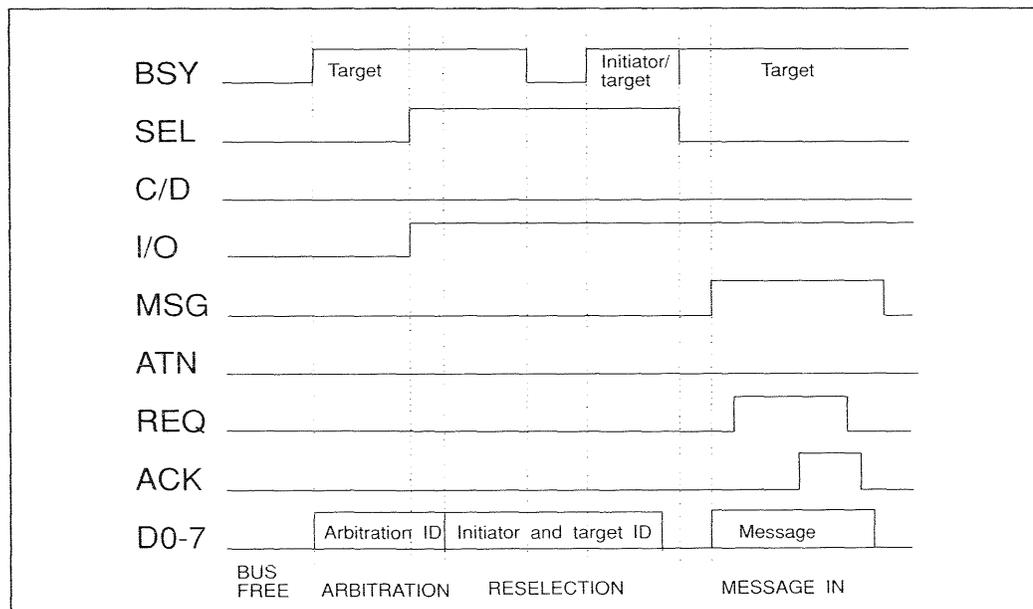 BSY
Target
Initiator/
target
Target
SEL
C/D
I/O
MSG
ATN
REQ
ACK
D0-7
Arbitration ID
Initiator and target ID
Message
BUS
FREE
ARBITRATION
RESELECTION
MESSAGE IN